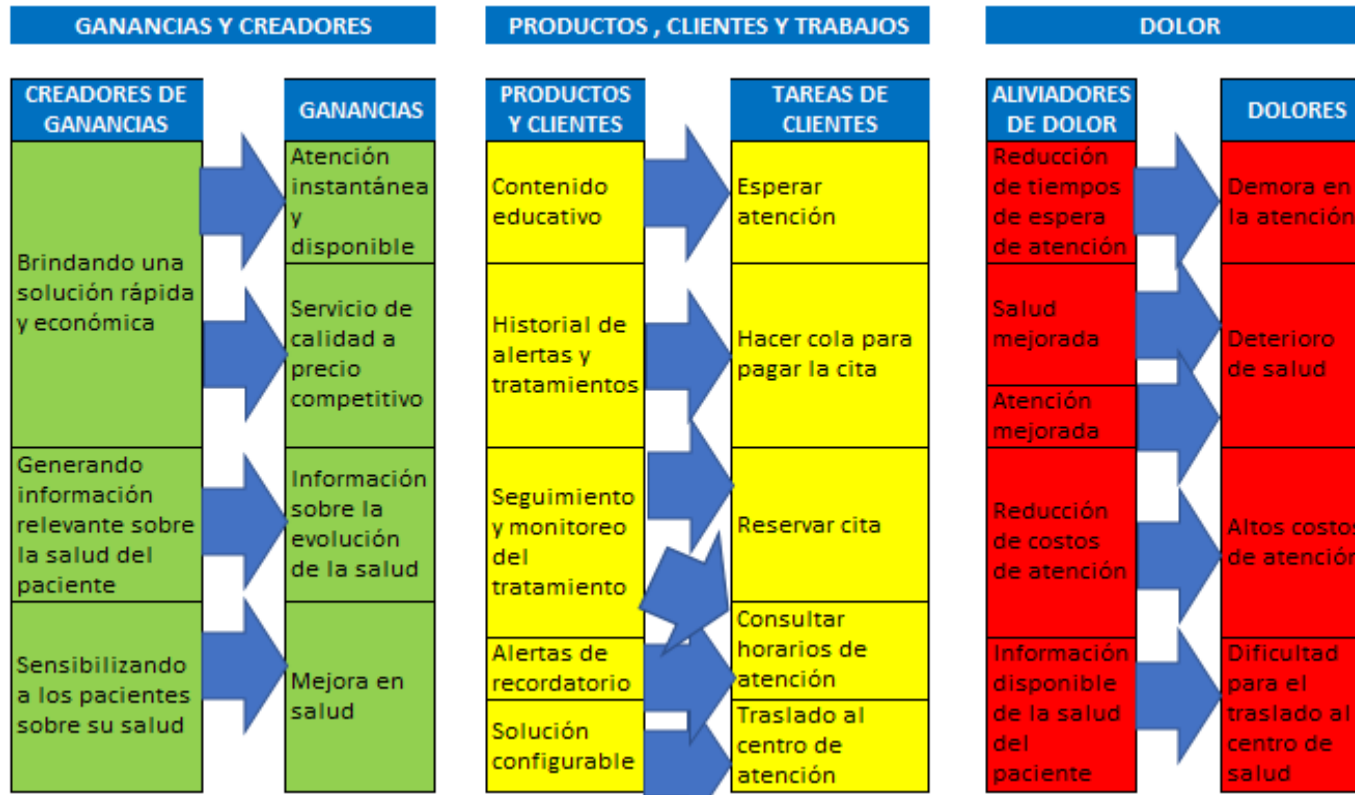 GANANCIAS Y CREADORES
CREADORES DE
GANANCIAS
GANANCIAS
Brindando una
solución rápida
y económica
Atención
instantánea
y
disponible
Servicio de
calidad a
precio
competitivo
Generando
información
relevante sobre
la salud del
paciente
Información
sobre la
evolución
de la salud
Sensibilizando
a los pacientes
sobre su salud
Mejora en
salud
PRODUCTOS , CLIENTES Y TRABAJOS
PRODUCTOS
Y CLIENTES
TAREAS DE
CLIENTES
Contenido
educativo
Esperar
atención
Historial de
alertas y
tratamientos
Hacer cola para
pagar la cita
Seguimiento
y monitoreo
del
tratamiento
Reservar cita
Alertas de
recordatorio
Consultar
horarios de
atención
Solución
configurable
Traslado al
centro de
atención
DOLOR
ALIVIADORES
DE DOLOR
DOLORES
Reducción
de tiempos
de espera
de atención
Demora en
la atención
Salud
mejorada
Atención
mejorada
Deterioro
de salud
Reducción
de costos
de atención
Altos costos
de atención
Información
disponible
de la salud
del
paciente
Dificultad
para el
traslado al
centro de
salud